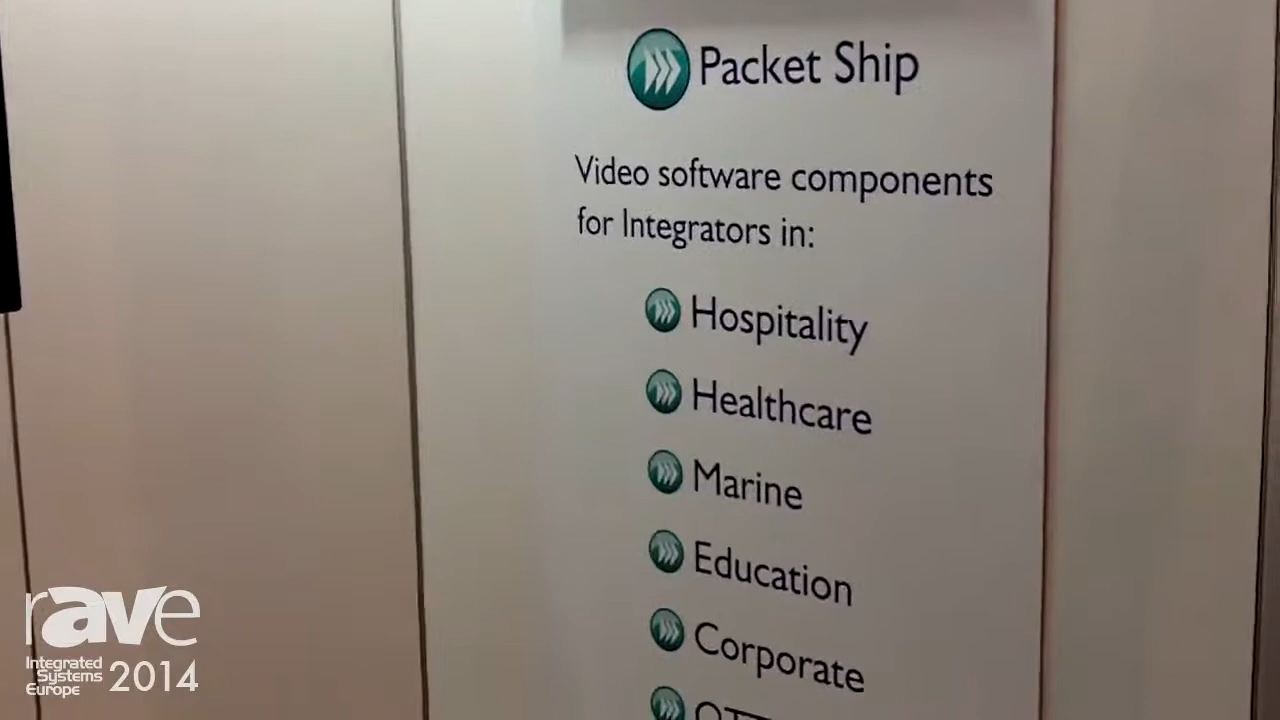 Packet Ship
Video software components
for Integrators in:
Hospitality
Healthcare
Marine
Education
Corporate
rave
Integrated
Systems
Europe
2014